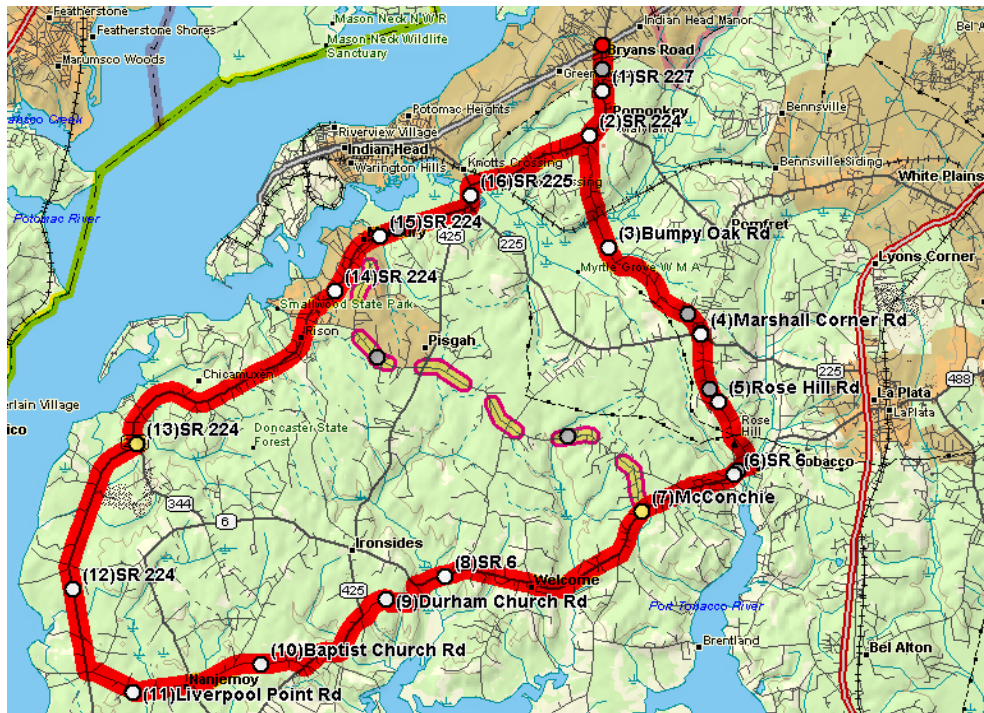 Featherstone
Featherstone Shores
Marumsco Woods
Mason Neck N W R
Mason Neck Wildlife
Sanctuary
Indian Head Manor
Bryans Road
(1)SR 227
Pomonkey
(2)SR 224
Bennsville
Bennsville Siding
White Plains
Potomac Heights
Riverview Village
Indian Head
Warington Hills
Knotts Crossing
(16)SR 225
(15)SR 224
425
225
Pomfret
(3)Bumpy Oak Rd
Myrtle Grove W M A
Lyons Corner
Potomac River
(14)SR 224
Smallwood State Park
Rison
Pisgah
(4)Marshall Corner Rd
225
488
Chicamuxen
(5)Rose Hill Rd
La Plata
LaPlata
Rose
Hill
Doncaster State
Forest
(13)SR 224
(6)SR 6
(7)McConchie
344
6
Ironsides
(8)SR 6
Welcome
(12)SR 224
425
(9)Durham Church Rd
Port Tobacco River
Brentland
Bel Alton
(10)Baptist Church Rd
Nanjemoy
(11)Liverpool Point Rd